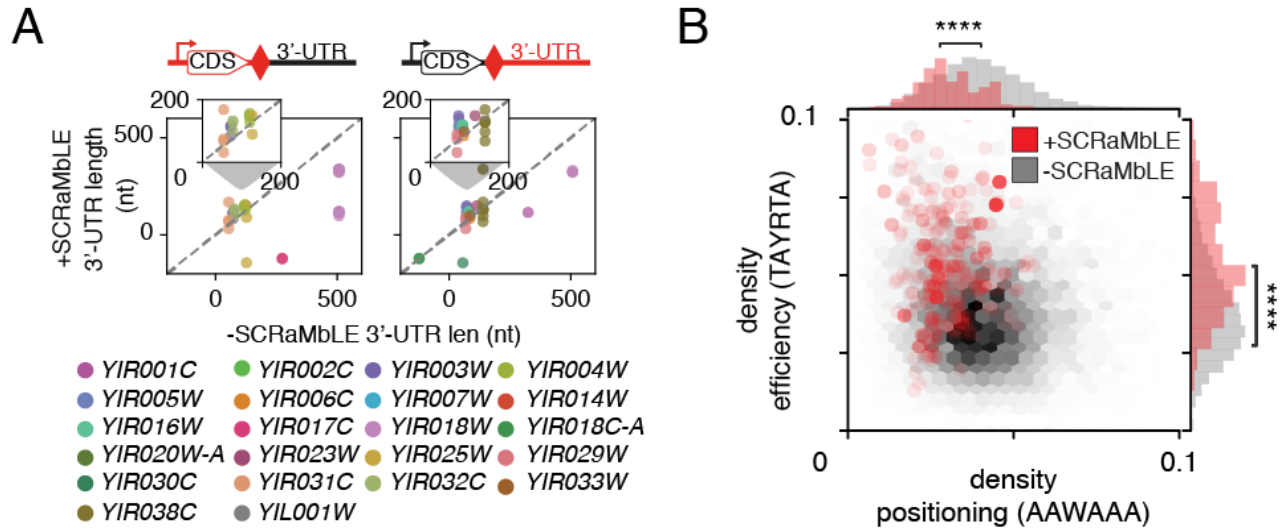 A
3'-UTR
CDS
3'-UTR
CDS
200
500
0
0
200
0
0
500
+SCRaMbLE
3'-UTR length
(nt)
200
0
200
0
500
-SCRaMbLE 3'-UTR len (nt)
YIR001C YIR002C YIR003W YIR004W
YIR005W YIR006C YIR007W YIR014W
YIR016W YIR017C YIR018W YIR018C-A
YIR020W-A YIR023W YIR025W YIR029W
YIR030C YIR031C YIR032C YIR033W
YIR038C YIL001W
B
****
0.1
+SCRaMbLE
-SCRaMbLE
density
efficiency (TAYRTA)
****
0
0.1
density
positioning (AAWAAA)